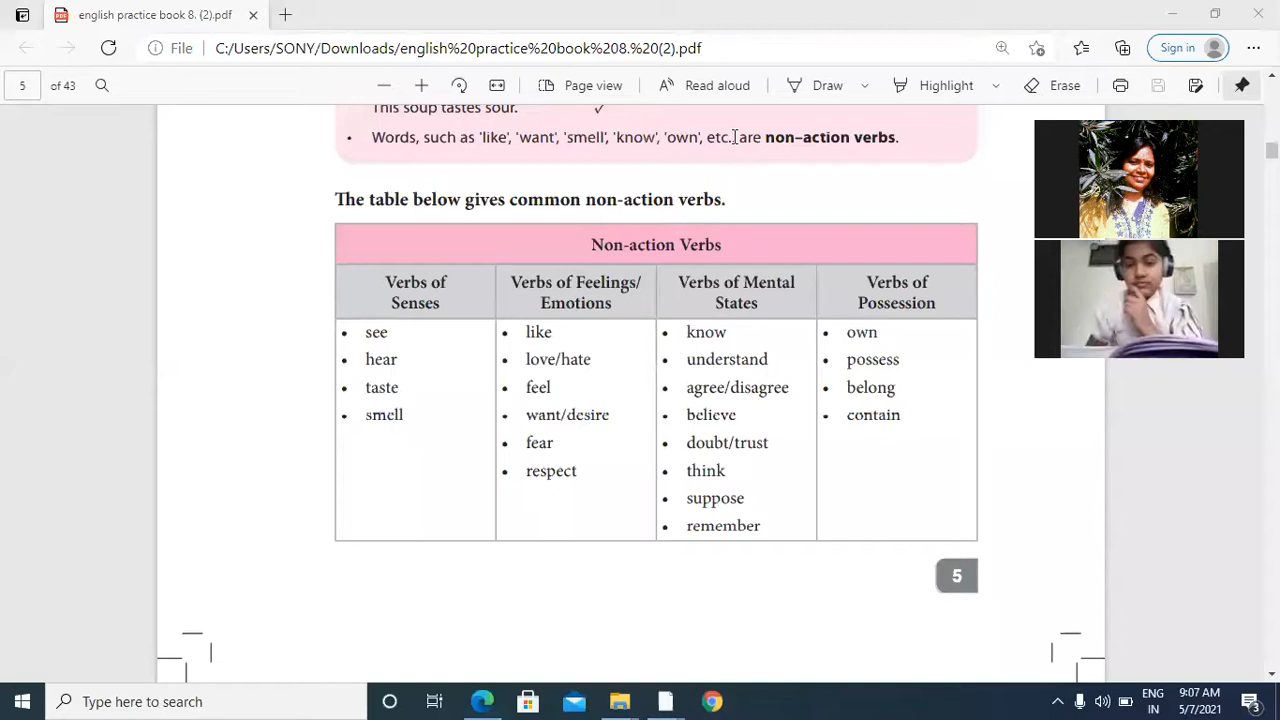 english practice book 8. (2).pdf
File
C:/Users/SONY/Downloads/english%20practice%20book%208.%20(2).pdf
Sign in
5 of 43
Page view
Read aloud
Draw
Highlight
Erase
This soup tastes sour. ✓
• Words, such as 'like', 'want', 'smell', 'know', 'own', etc. are non–action verbs.
The table below gives common non-action verbs.
Non-action Verbs
Verbs of
Senses
• see
• hear
• taste
• smell
Verbs of Feelings/
Emotions
• like
• love/hate
• feel
• want/desire
• fear
• respect
Verbs of Mental
States
• know
• understand
• agree/disagree
• believe
• doubt/trust
• think
• suppose
• remember
Verbs of
Possession
• own
• possess
• belong
• contain
5
Type here to search
ENG
IN
9:07 AM
5/7/2021
3